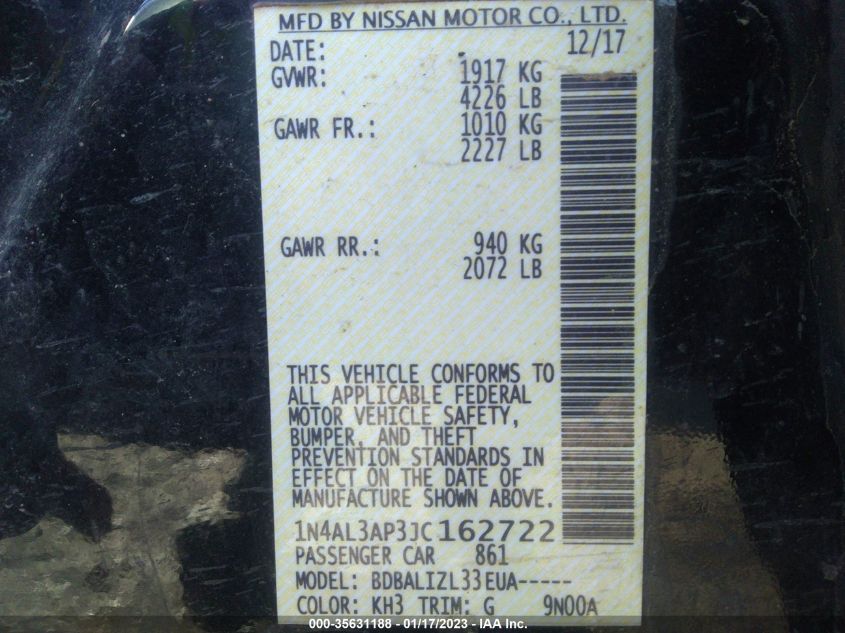 MFD BY NISSAN MOTOR CO., LTD.
DATE: 12/17
GVWR: 1917 KG
4226 LB
GAWR FR.: 1010 KG
2227 LB
GAWR RR.: 940 KG
2072 LB
THIS VEHICLE CONFORMS TO
ALL APPLICABLE FEDERAL
MOTOR VEHICLE SAFETY,
BUMPER, AND THEFT
PREVENTION STANDARDS IN
EFFECT ON THE DATE OF
MANUFACTURE SHOWN ABOVE.
1N4AL3AP3JC162722
PASSENGER CAR 861
MODEL: BDBALIZL33EUA-----
COLOR: KH3 TRIM: G 9N00A
000-35631188 - 01/17/2023 - IAA Inc.